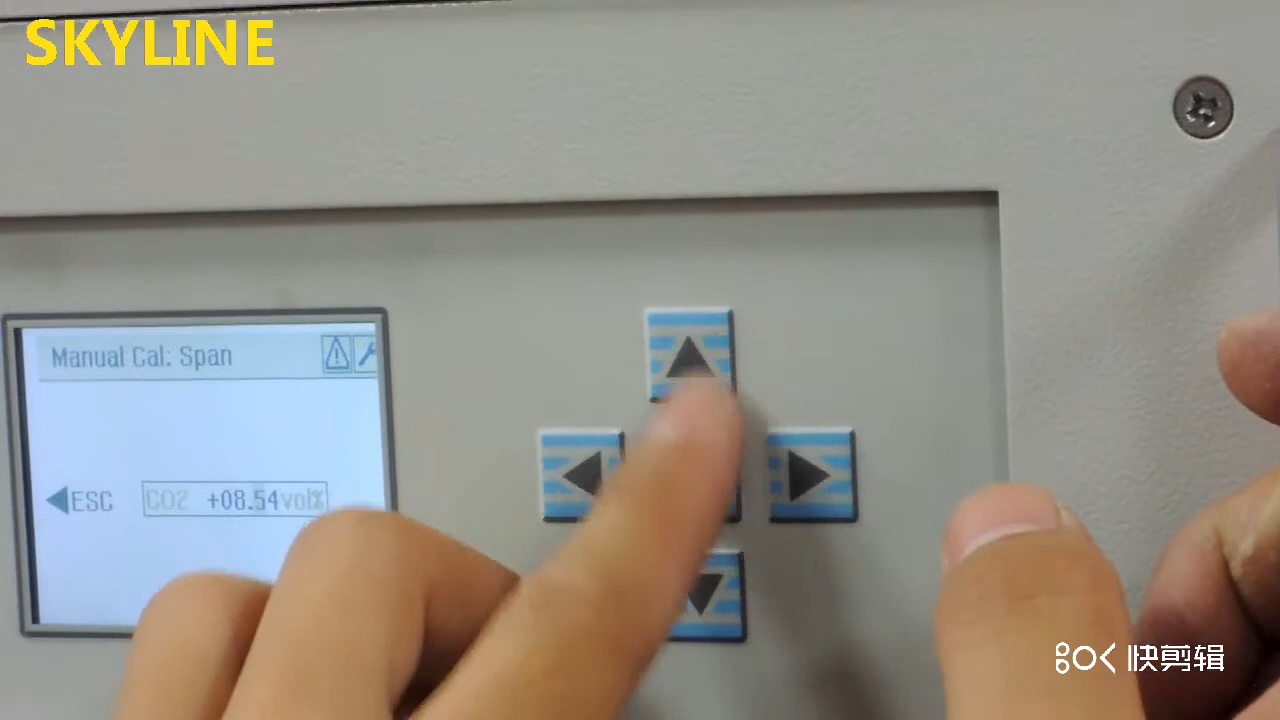 SKYLINE
Manual Cal: Span
ESC CO2 +08.54vol%
快剪辑